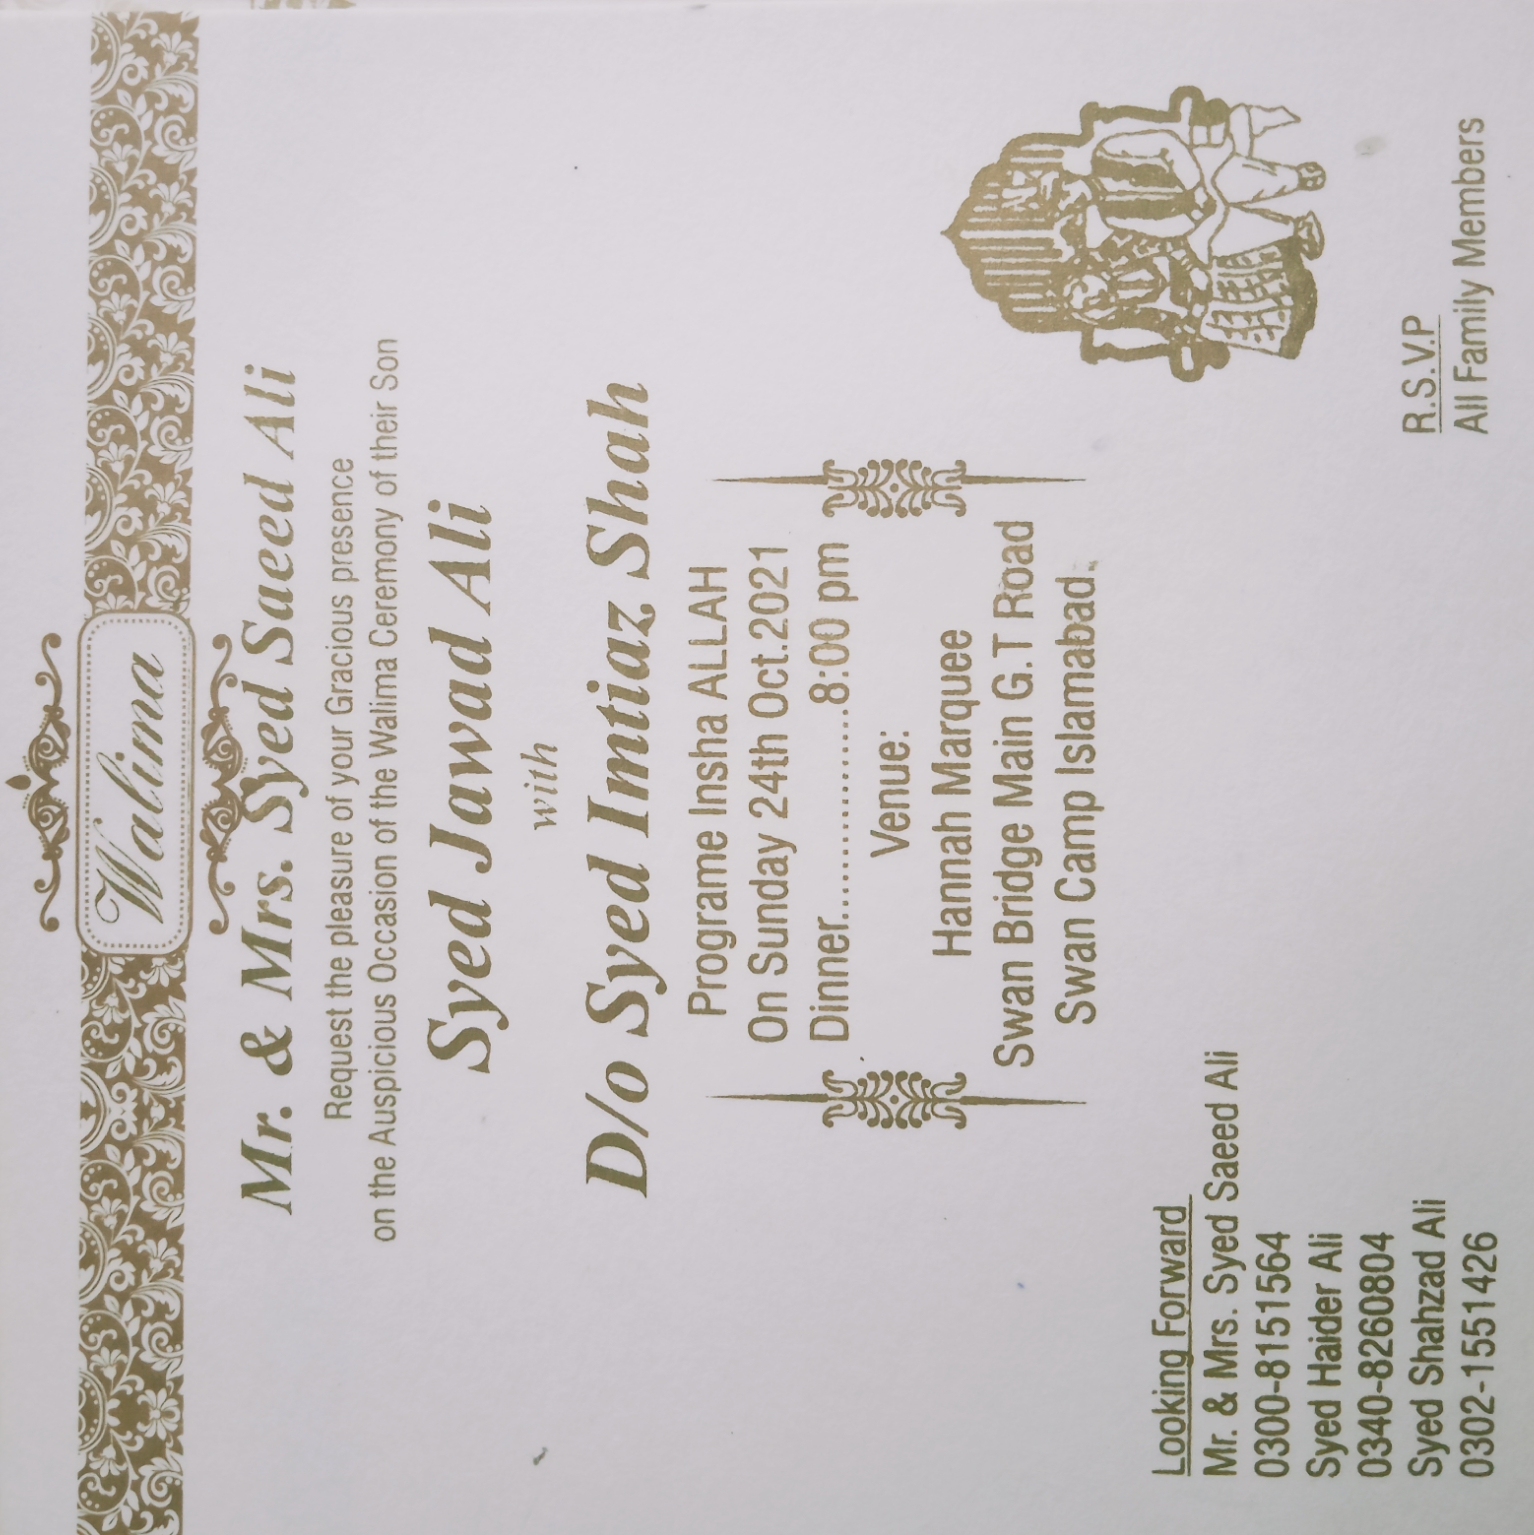 Walima
Mr. & Mrs. Syed Saeed Ali
Request the pleasure of your Gracious presence
on the Auspicious Occasion of the Walima Ceremony of their Son
Syed Jawad Ali
with
D/o Syed Imtiaz Shah
Programe Insha ALLAH
On Sunday 24th Oct.2021
Dinner..............8:00 pm
Venue:
Hannah Marquee
Swan Bridge Main G.T Road
Swan Camp Islamabad.
Looking Forward
Mr. & Mrs. Syed Saeed Ali
0300-8151564
Syed Haider Ali
0340-8260804
Syed Shahzad Ali
0302-1551426
R.S.V.P
All Family Members